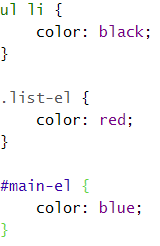 ul li {
    color: black;
}

.list-el {
    color: red;
}

#main-el {
    color: blue;
}